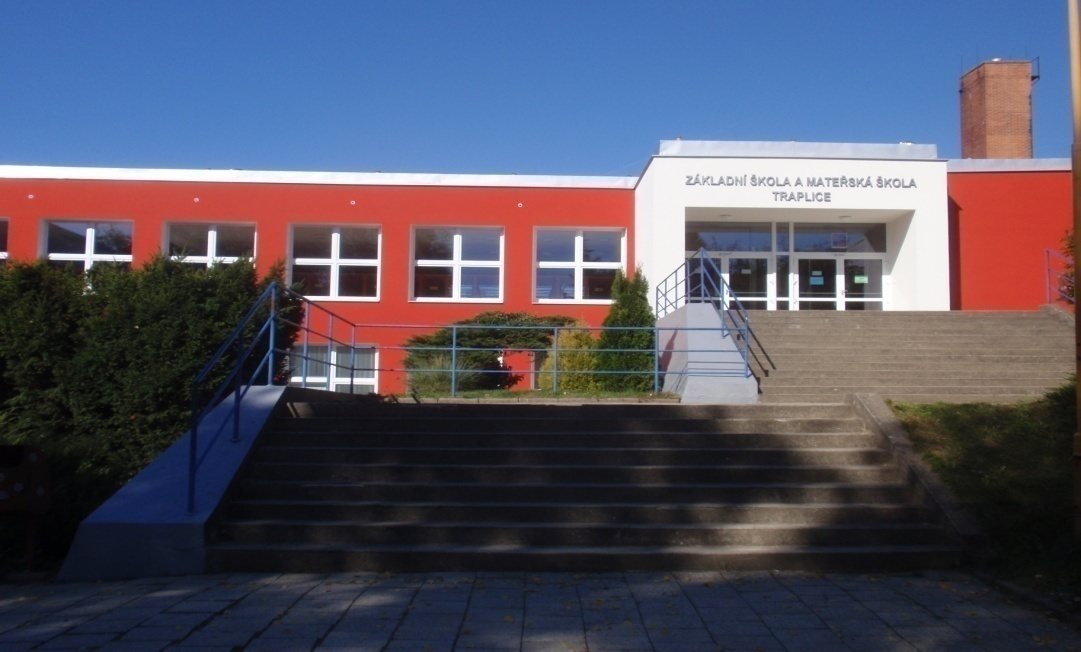 ZÁKLADNÍ ŠKOLA A MATEŘSKÁ ŠKOLA
TRAPLICE